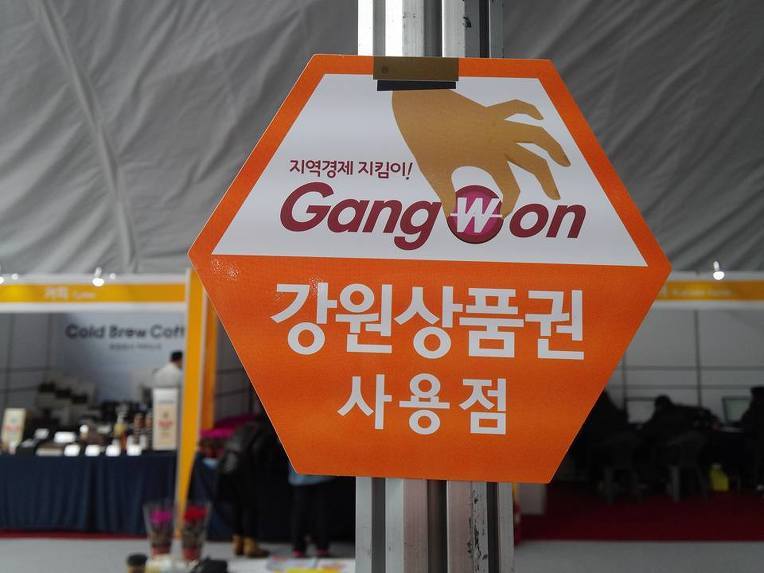 지역경제 지킴이!
GangWon
강원상품권
사용점
Cold Brew Coff